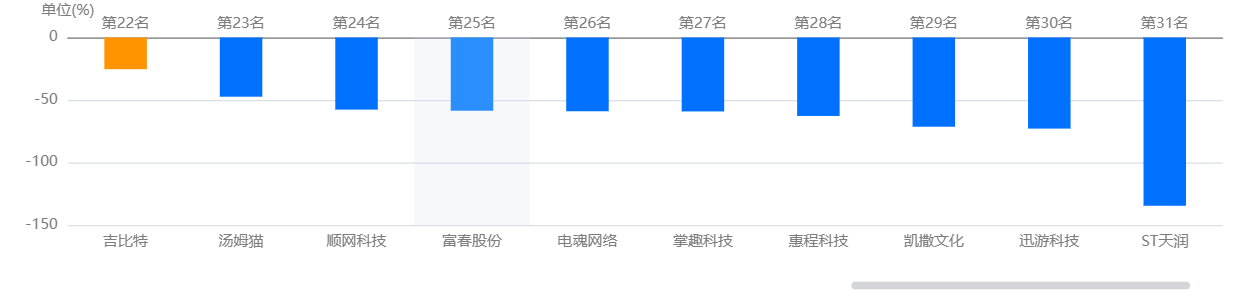 单位(%)
第22名 第23名 第24名 第25名 第26名 第27名 第28名 第29名 第30名 第31名
0
-50
-100
-150
吉比特 汤姆猫 顺网科技 富春股份 电魂网络 掌趣科技 惠程科技 凯撒文化 迅游科技 ST天润